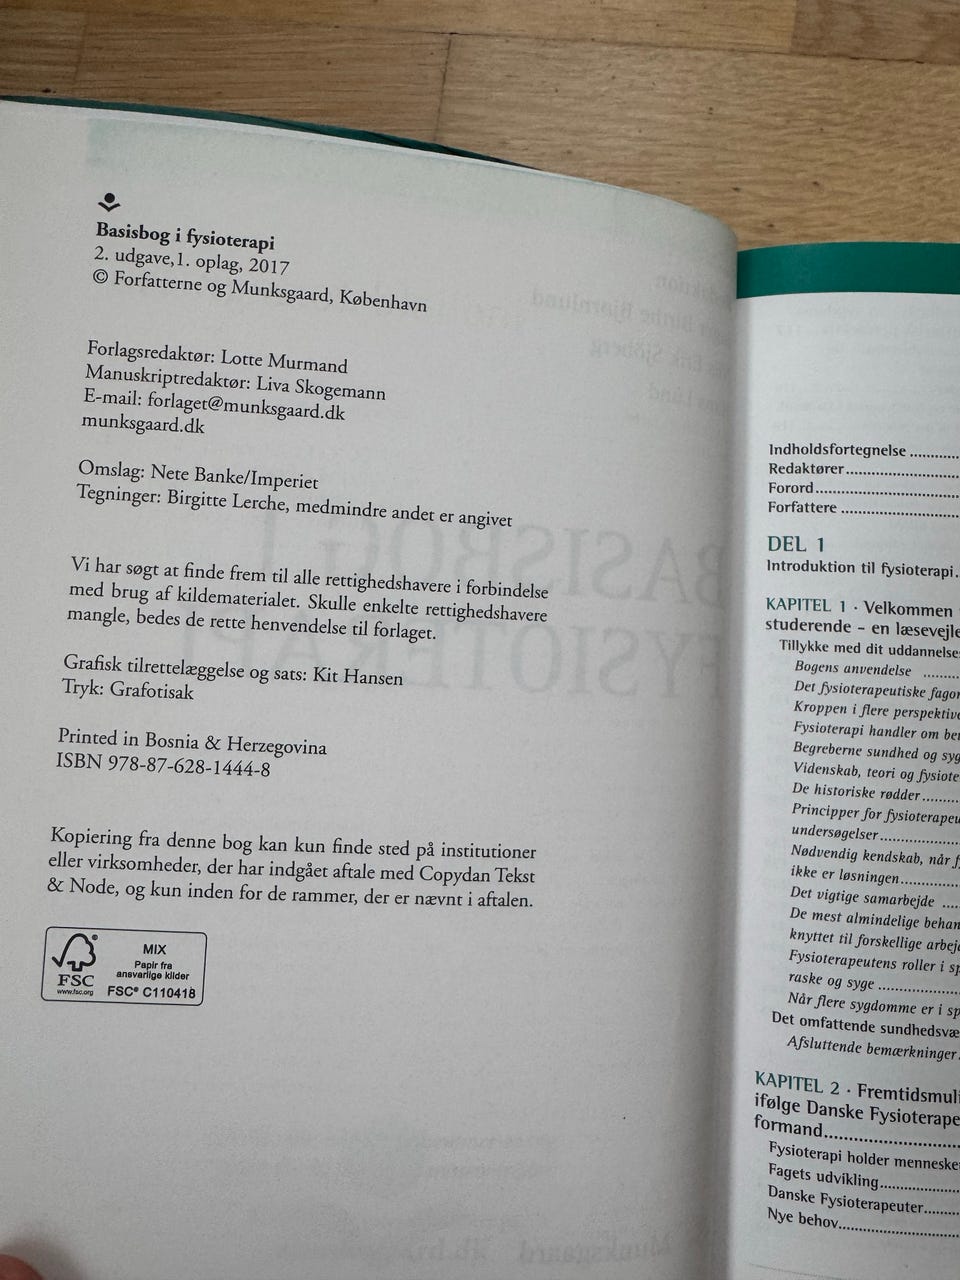 Basisbog i fysioterapi
2. udgave,1. oplag, 2017
© Forfatterne og Munksgaard, København
Forlagsredaktør: Lotte Murmand
Manuskriptredaktør: Liva Skogemann
E-mail: forlaget@munksgaard.dk
munksgaard.dk
Omslag: Nete Banke/Imperiet
Tegninger: Birgitte Lerche, medmindre andet er angivet
Vi har søgt at finde frem til alle rettighedshavere i forbindelse
med brug af kildematerialet. Skulle enkelte rettighedshavere
mangle, bedes de rette henvendelse til forlaget.
Grafisk tilrettelæggelse og sats: Kit Hansen
Tryk: Grafotisak
Printed in Bosnia & Herzegovina
ISBN 978-87-628-1444-8
Kopiering fra denne bog kan kun finde sted på institutioner
eller virksomheder, der har indgået aftale med Copydan Tekst
& Node, og kun inden for de rammer, der er nævnt i aftalen.
FSC
www.fsc.org
MIX
Papir fra
ansvarlige kilder
FSC® C110418
Indholdsfortegnelse ..........
Redaktører......................
Forord.............................
Forfattere .......................
DEL 1
Introduktion til fysioterapi.
KAPITEL 1 · Velkommen
studerende – en læsevejle
Tillykke med dit uddannelses
Bogens anvendelse ........
Det fysioterapeutiske fagor
Kroppen i flere perspektive
Fysioterapi handler om be
Begreberne sundhed og syg
Videnskab, teori og fysiote
De historiske rødder........
Principper for fysioterapeu
undersøgelser..................
Nødvendig kendskab, når f
ikke er løsningen..............
Det vigtige samarbejde ....
De mest almindelige behan
knyttet til forskellige arbej
Fysioterapeutens roller i sp
raske og syge ..................
Når flere sygdomme er i sp
Det omfattende sundhedsvæ
Afsluttende bemærkninger.
KAPITEL 2 · Fremtidsmuli
ifølge Danske Fysioterape
formand..........................
Fysioterapi holder menneske
Fagets udvikling................
Danske Fysioterapeuter.......
Nye behov........................